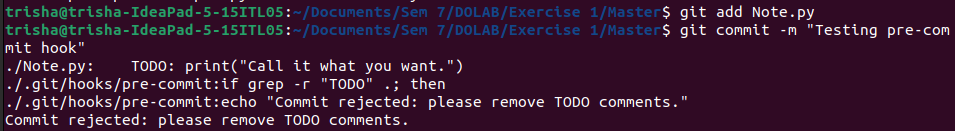 trisha@trisha-IdeaPad-5-15ITL05:~/Documents/Sem 7/DOLAB/Exercise 1/Master$ git add Note.py
trisha@trisha-IdeaPad-5-15ITL05:~/Documents/Sem 7/DOLAB/Exercise 1/Master$ git commit -m "Testing pre-com
mit hook"
./Note.py:    TODO: print("Call it what you want.")
./.git/hooks/pre-commit:if grep -r "TODO" .; then
./.git/hooks/pre-commit:echo "Commit rejected: please remove TODO comments."
Commit rejected: please remove TODO comments.